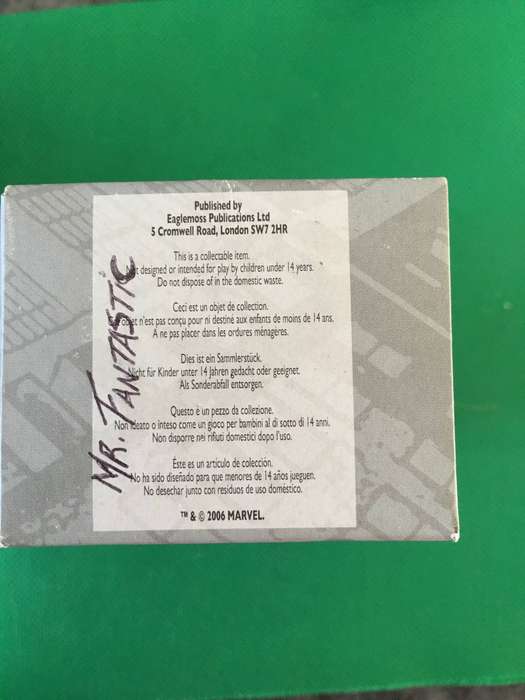 Published by
Eaglemoss Publications Ltd
5 Cromwell Road, London SW7 2HR
This is a collectable item.
designed or intended for play by children under 14 years.
Do not dispose of in the domestic waste.
Ceci est un objet de collection.
objet n'est pas conçu pour ni destiné aux enfants de moins de 14 ans.
A ne pas placer dans les ordures ménagères.
Dies ist ein Sammlerstück.
Nicht für Kinder unter 14 Jahren gedacht oder geeignet.
Als Sonderabfall entsorgen.
Questo è un pezzo da collezione.
Non ideato o inteso come un gioco per bambini al di sotto di 14 anni.
Non disporre nei rifiuti domestici dopo l'uso.
Éste es un artículo de colección.
No ha sido diseñado para que menores de 14 años jueguen.
No desechar junto con residuos de uso doméstico.
TM & © 2006 MARVEL.
MR. FANTASTIC